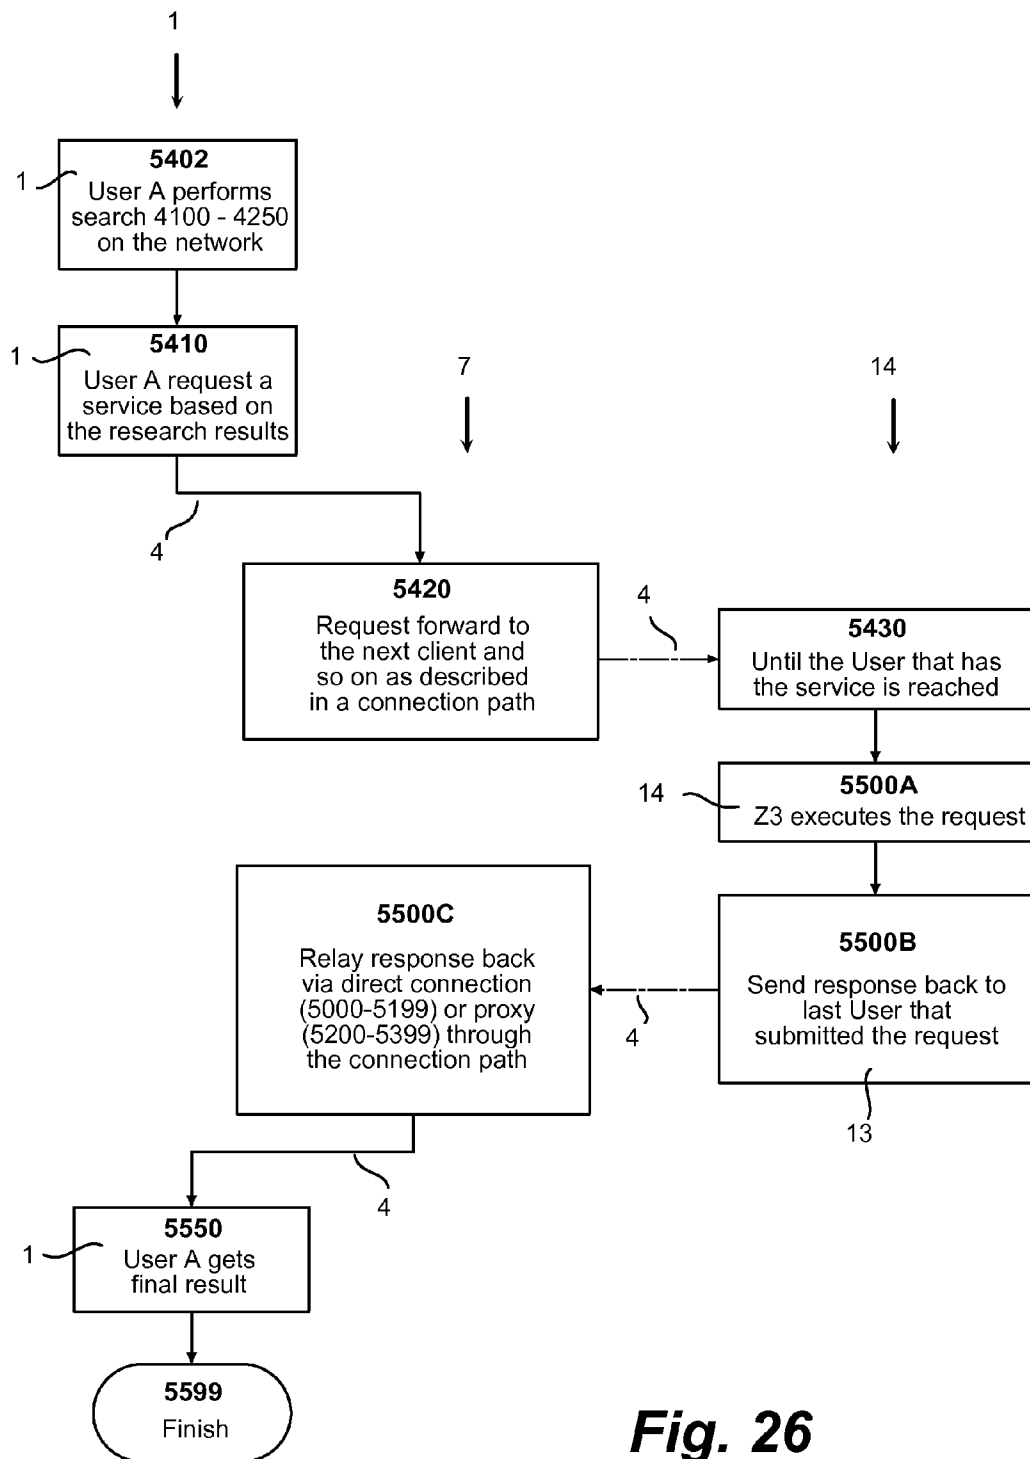 1
5402
1
User A performs
search 4100 - 4250
on the network
5410
1
User A request a
service based on
the research results
7
14
4
5420
Request forward to
the next client and
so on as described
in a connection path
4
5430
Until the User that has
the service is reached
5500A
14
Z3 executes the request
5500C
Relay response back
via direct connection
(5000-5199) or proxy
(5200-5399) through
the connection path
4
5500B
Send response back to
last User that
submitted the request
13
4
5550
1
User A gets
final result
5599
Finish
Fig. 26